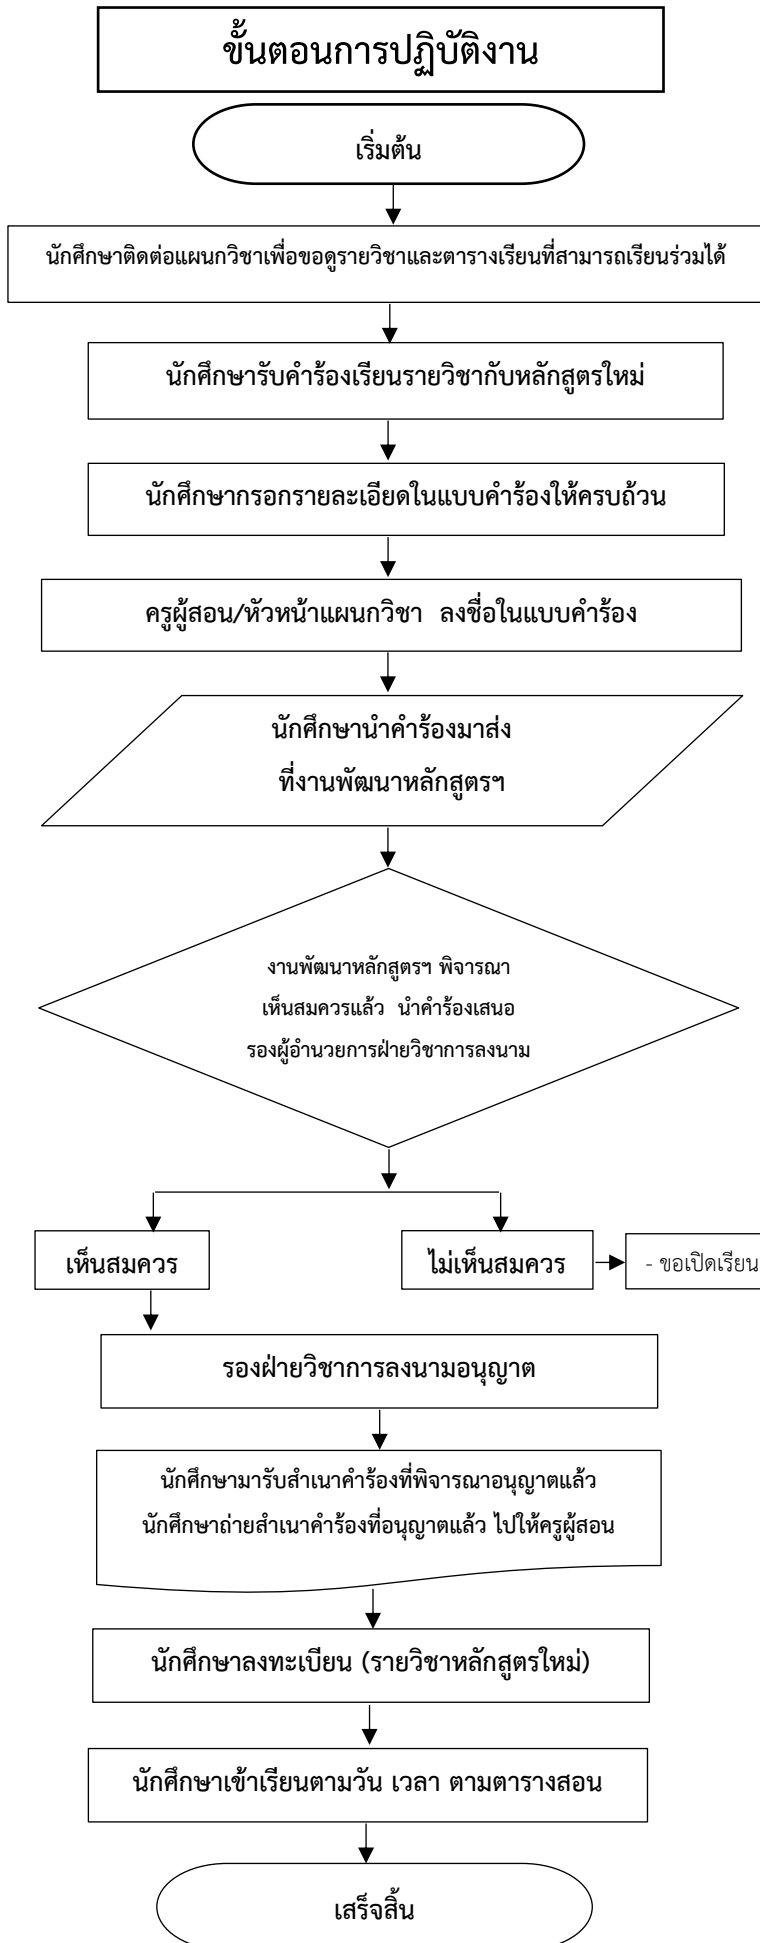 ขั้นตอนการปฏิบัติงาน
เริ่มต้น
นักศึกษาติดต่อแผนกวิชาเพื่อขอดูรายวิชาและตารางเรียนที่สามารถเรียนร่วมได้
นักศึกษารับคำร้องเรียนรายวิชากับหลักสูตรใหม่
นักศึกษากรอกรายละเอียดในแบบคำร้องให้ครบถ้วน
ครูผู้สอน/หัวหน้าแผนกวิชา ลงชื่อในแบบคำร้อง
นักศึกษานำคำร้องมาส่ง
ที่งานพัฒนาหลักสูตรฯ
งานพัฒนาหลักสูตรฯ พิจารณา
เห็นสมควรแล้ว นำคำร้องเสนอ
รองผู้อำนวยการฝ่ายวิชาการลงนาม
เห็นสมควร
ไม่เห็นสมควร
- ขอเปิดเรียน
รองฝ่ายวิชาการลงนามอนุญาต
นักศึกษามารับสำเนาคำร้องที่พิจารณาอนุญาตแล้ว
นักศึกษาถ่ายสำเนาคำร้องที่อนุญาตแล้ว ไปให้ครูผู้สอน
นักศึกษาลงทะเบียน (รายวิชาหลักสูตรใหม่)
นักศึกษาเข้าเรียนตามวัน เวลา ตามตารางสอน
เสร็จสิ้น